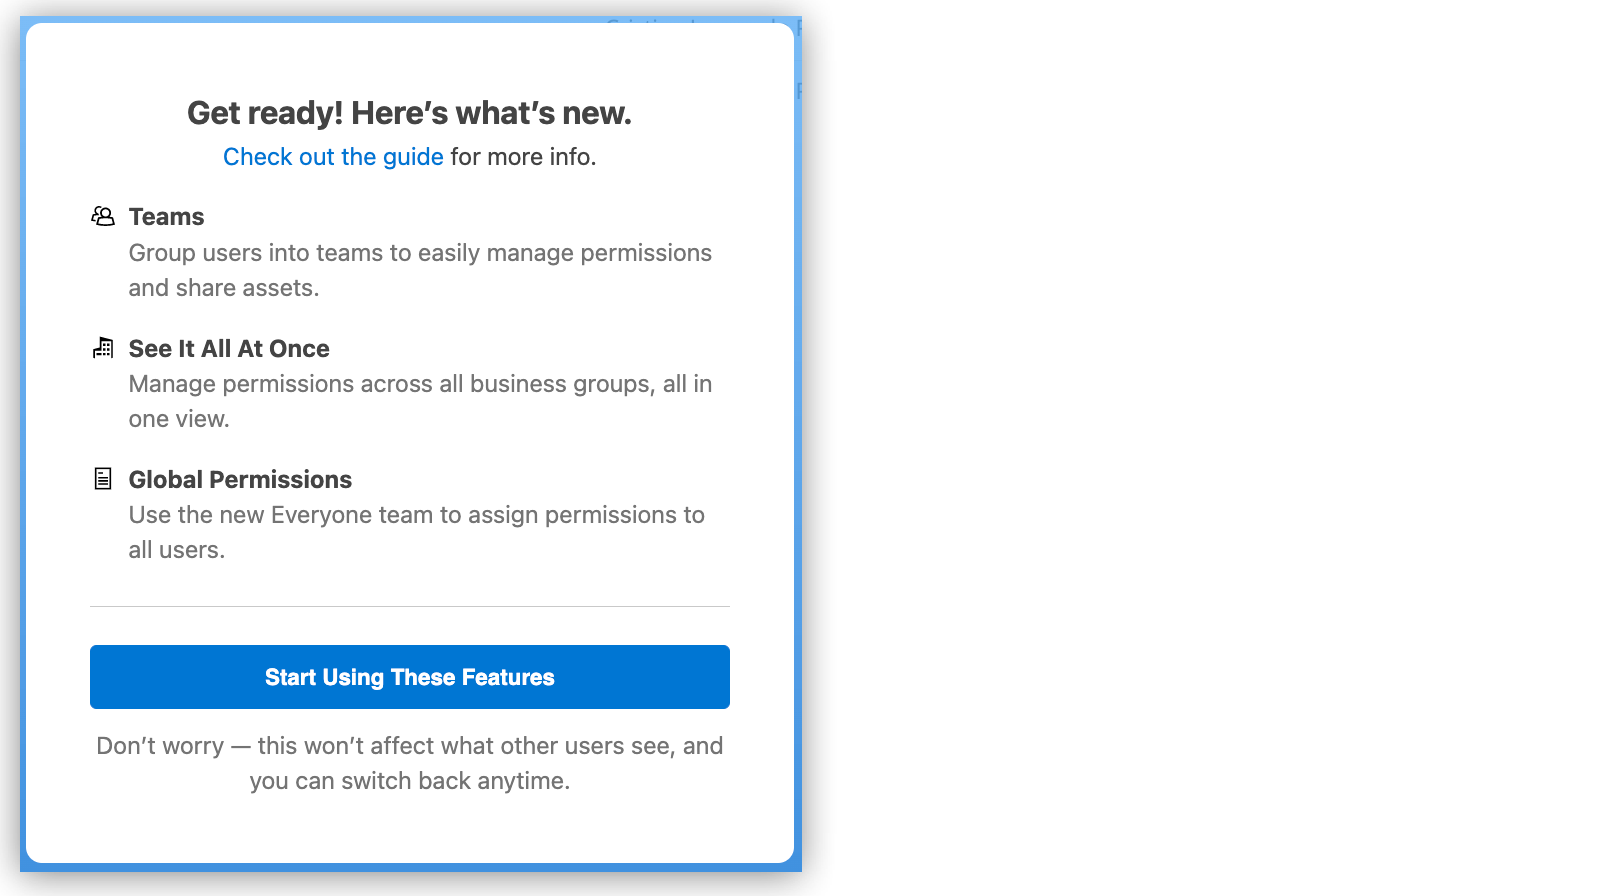 Get ready! Here’s what’s new.
Check out the guide for more info.
Teams
Group users into teams to easily manage permissions
and share assets.
See It All At Once
Manage permissions across all business groups, all in
one view.
Global Permissions
Use the new Everyone team to assign permissions to
all users.
Start Using These Features
Don’t worry — this won’t affect what other users see, and
you can switch back anytime.